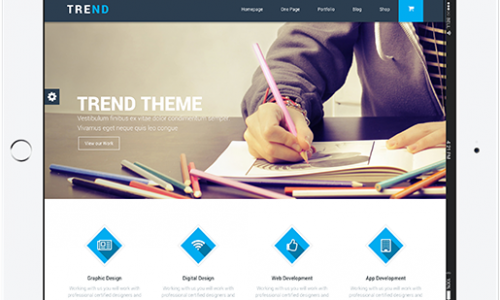 TREND
Homepage
One Page
Portfolio
Blog
Shop
TREND THEME
Vestibulum finibus ex vitae dolor condimentum semper
Vivamus eget neque quis leo congue
View our Work
Graphic Design
Digital Design
Web Development
App Development
Working with us you will work with
professional certified designers and
Working with us you will work with
professional certified designers and
Working with us you will work with
professional certified designers and
Working with us you will work with
professional certified designers and
4:21 PM